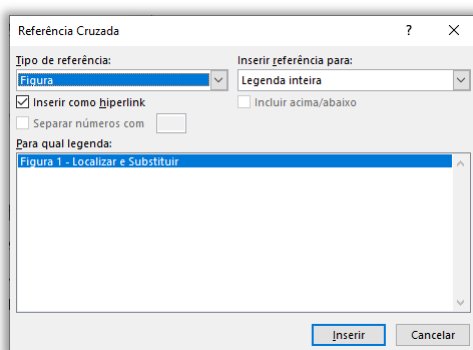 Referência Cruzada ? X
Tipo de referência: Inserir referência para:
Figura Legenda inteira
Inserir como hiperlink Incluir acima/abaixo
Separar números com
Para qual legenda:
Figura 1 - Localizar e Substituir
Inserir Cancelar